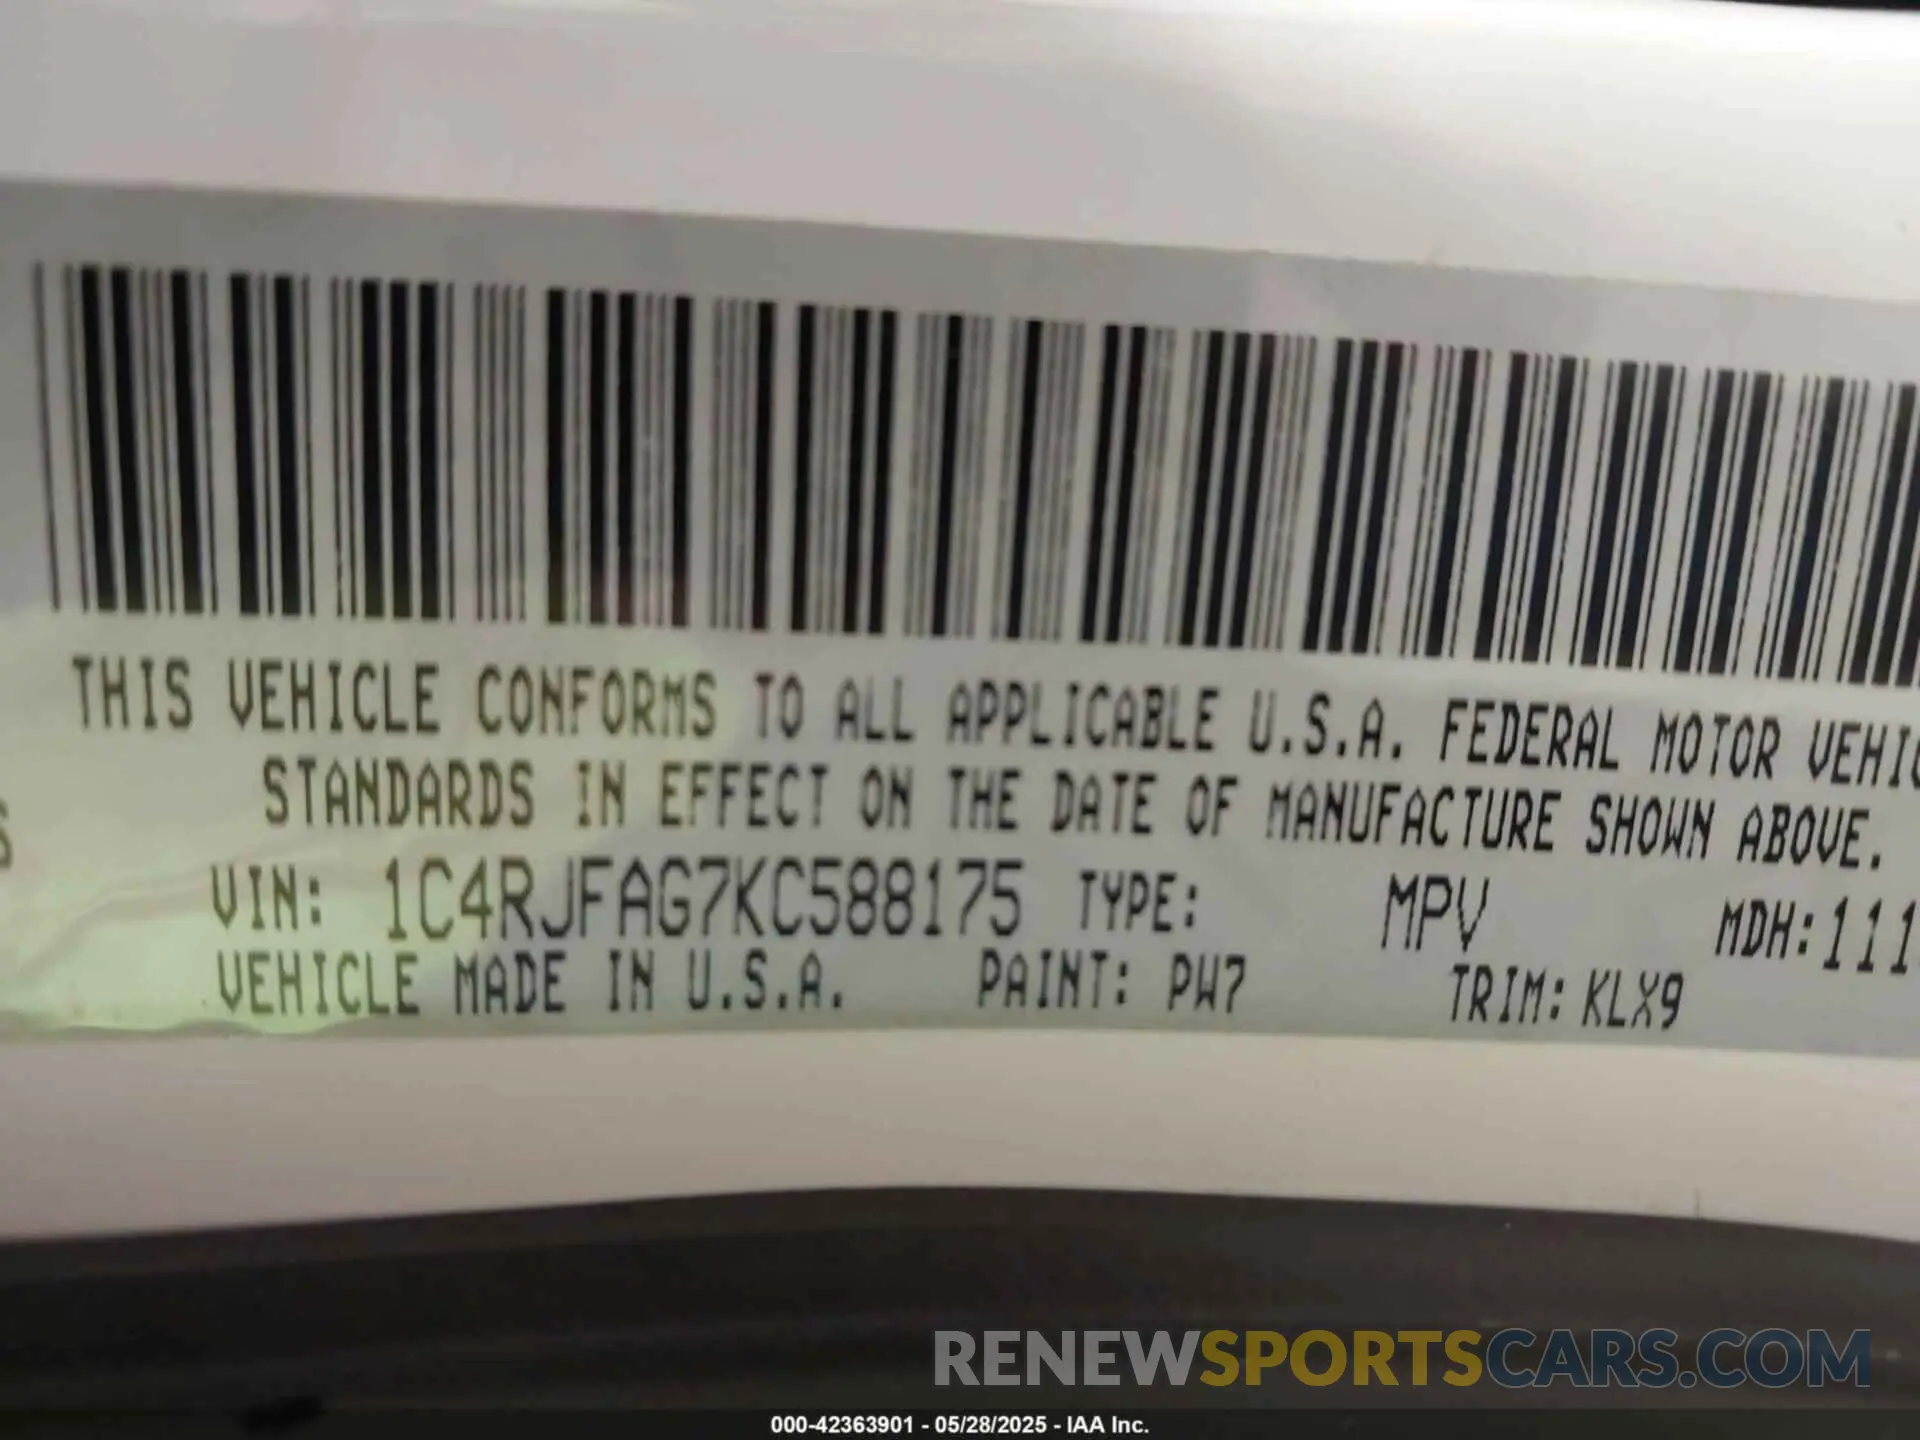 THIS VEHICLE CONFORMS TO ALL APPLICABLE U.S.A. FEDERAL MOTOR VEHIC
STANDARDS IN EFFECT ON THE DATE OF MANUFACTURE SHOWN ABOVE.
S
VIN: 1C4RJFAG7KC588175 TYPE: MPV MDH:111
VEHICLE MADE IN U.S.A. PAINT: PW7 TRIM: KLX9
RENEWSPORTSCARS.COM
000-42363901 - 05/28/2025 - IAA Inc.